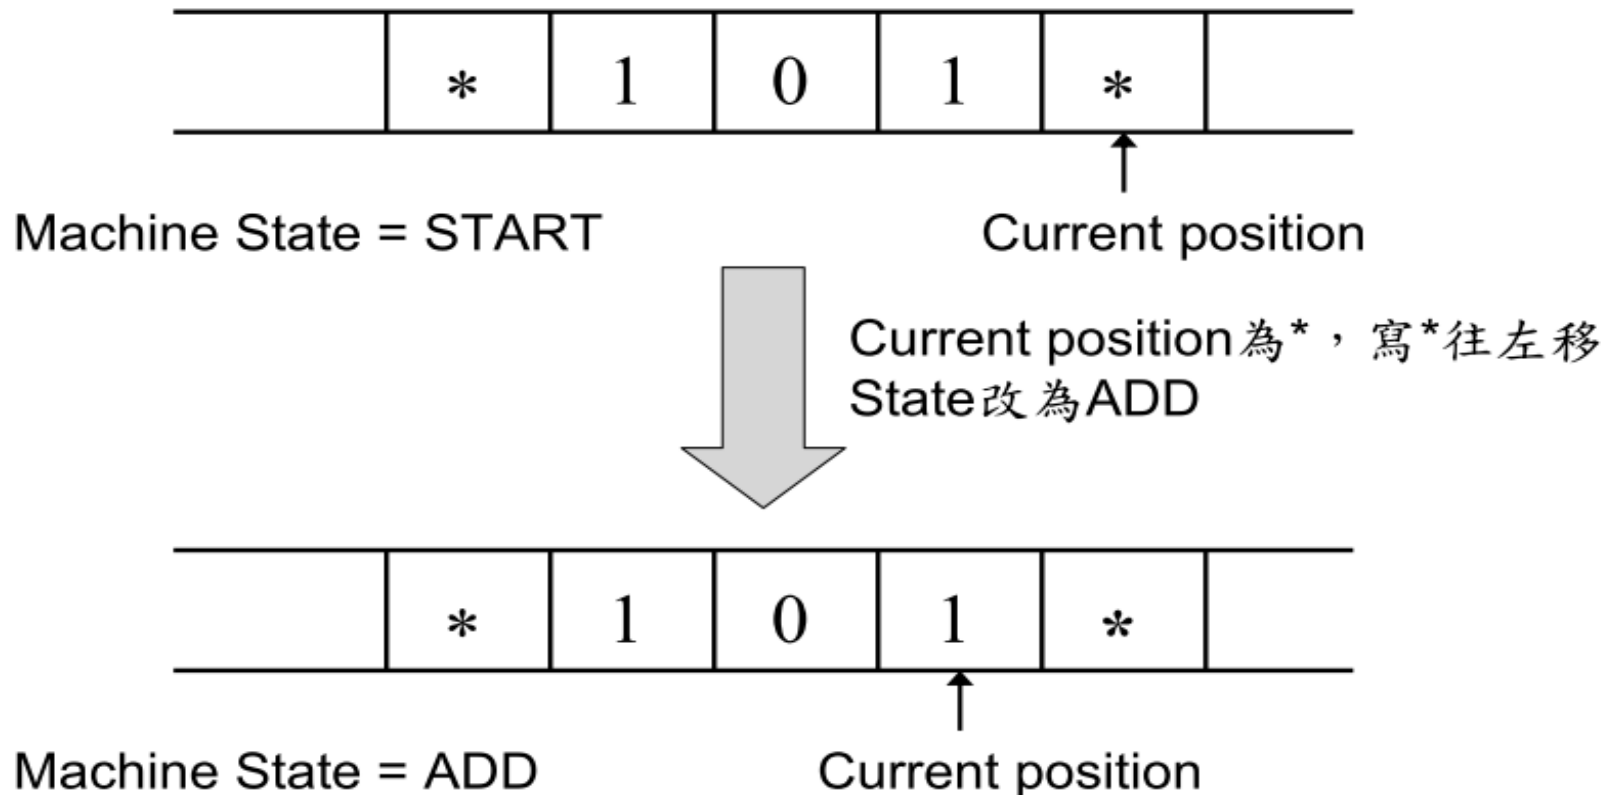 * 1 0 1 *
Machine State = START
Current position
Current position為*，寫*往左移
State改為ADD
* 1 0 1 *
Machine State = ADD
Current position